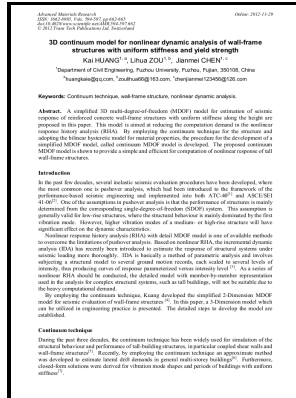 Advanced Materials Research Online: 2012-11-29
ISSN: 1662-8985, Vols. 594-597, pp 662-665
doi:10.4028/www.scientific.net/AMR.594-597.662
© 2012 Trans Tech Publications Ltd, Switzerland
3D continuum model for nonlinear dynamic analysis of wall-frame
structures with uniform stiffness and yield strength
Kai HUANG1, a, Lihua ZOU1, b, Jianmei CHEN1, c
1Department of Civil Engineering, Fuzhou University, Fuzhou, Fujian, 350108, China
Keywords: Continuum technique, wall-frame structure, nonlinear dynamic analysis.
Abstract. A simplified 3D multi-degree-of-freedom (MDOF) model for estimation of seismic
response of reinforced concrete wall-frame structures with uniform stiffness along the height are
proposed in this paper. This model is aimed at reducing the computation demand in the nonlinear
response history analysis (RHA). By employing the continuum technique for the structure and
adopting the bilinear hysteretic model for material properties, the procedure for the development of a
simplified MDOF model, called continuum MDOF model is developed. The proposed continuum
MDOF model is shown to provide a simple and efficient for computation of nonlinear response of tall
wall-frame structures.
Introduction
In the past few decades, several inelastic seismic engineering procedures have been developed, where
the most common one is pushover analysis, which had been introduced to the framework of the
performance-based seismic engineering and implemented into both ATC-40[1] and ASCE/SEI
41-06[2]. One of the assumptions in pushover analysis is that the performance of structures is mainly
determined from the corresponding single-degree-of-freedom (SDOF) system. This assumption is
generally valid for low-rise structures, where the structural behaviour is mainly dominated by the first
vibration mode. However, higher vibration modes of a mediate- or high-rise structure will have
significant effect on the dynamic characteristics.
Nonlinear response history analysis (RHA) with detail MDOF model is one of available methods
to overcome the limitations of pushover analysis. Based on nonlinear RHA, the incremental dynamic
analysis (IDA) has recently been introduced to estimate the response of structural systems under
seismic loading more thoroughly. IDA is basically a method of parametric analysis and involves
subjecting a structural model to several ground motion records, each scaled to several levels of
intensity, thus producing curves of response parameterized versus intensity level [3]. As a series of
nonlinear RHA should be conducted, the detailed model with member-by-member representation
used in the analysis for complex structural systems, such as tall buildings, will not be suitable due to
the heavy computational demand.
By employing the continuum technique, Kuang developed the simplified 2-Dimension MDOF
model for seismic evaluation of wall-frame structures [4]. In this paper, a 3-Dimension model which
can be utilized in engineering practice is presented. The detailed steps to develop the model are
established.
Continuum technique
During the past three decades, the continuum technique has been widely used for simulation of the
structural behaviour and performance of tall-building structures, in particular coupled shear walls and
wall-frame structures[5]. Recently, by employing the continuum technique an approximate method
was developed to estimate lateral drift demands in general multi-storey buildings[6]. Furthermore,
closed-form solutions were derived for vibration mode shapes and periods of buildings with uniform
stiffness[7].